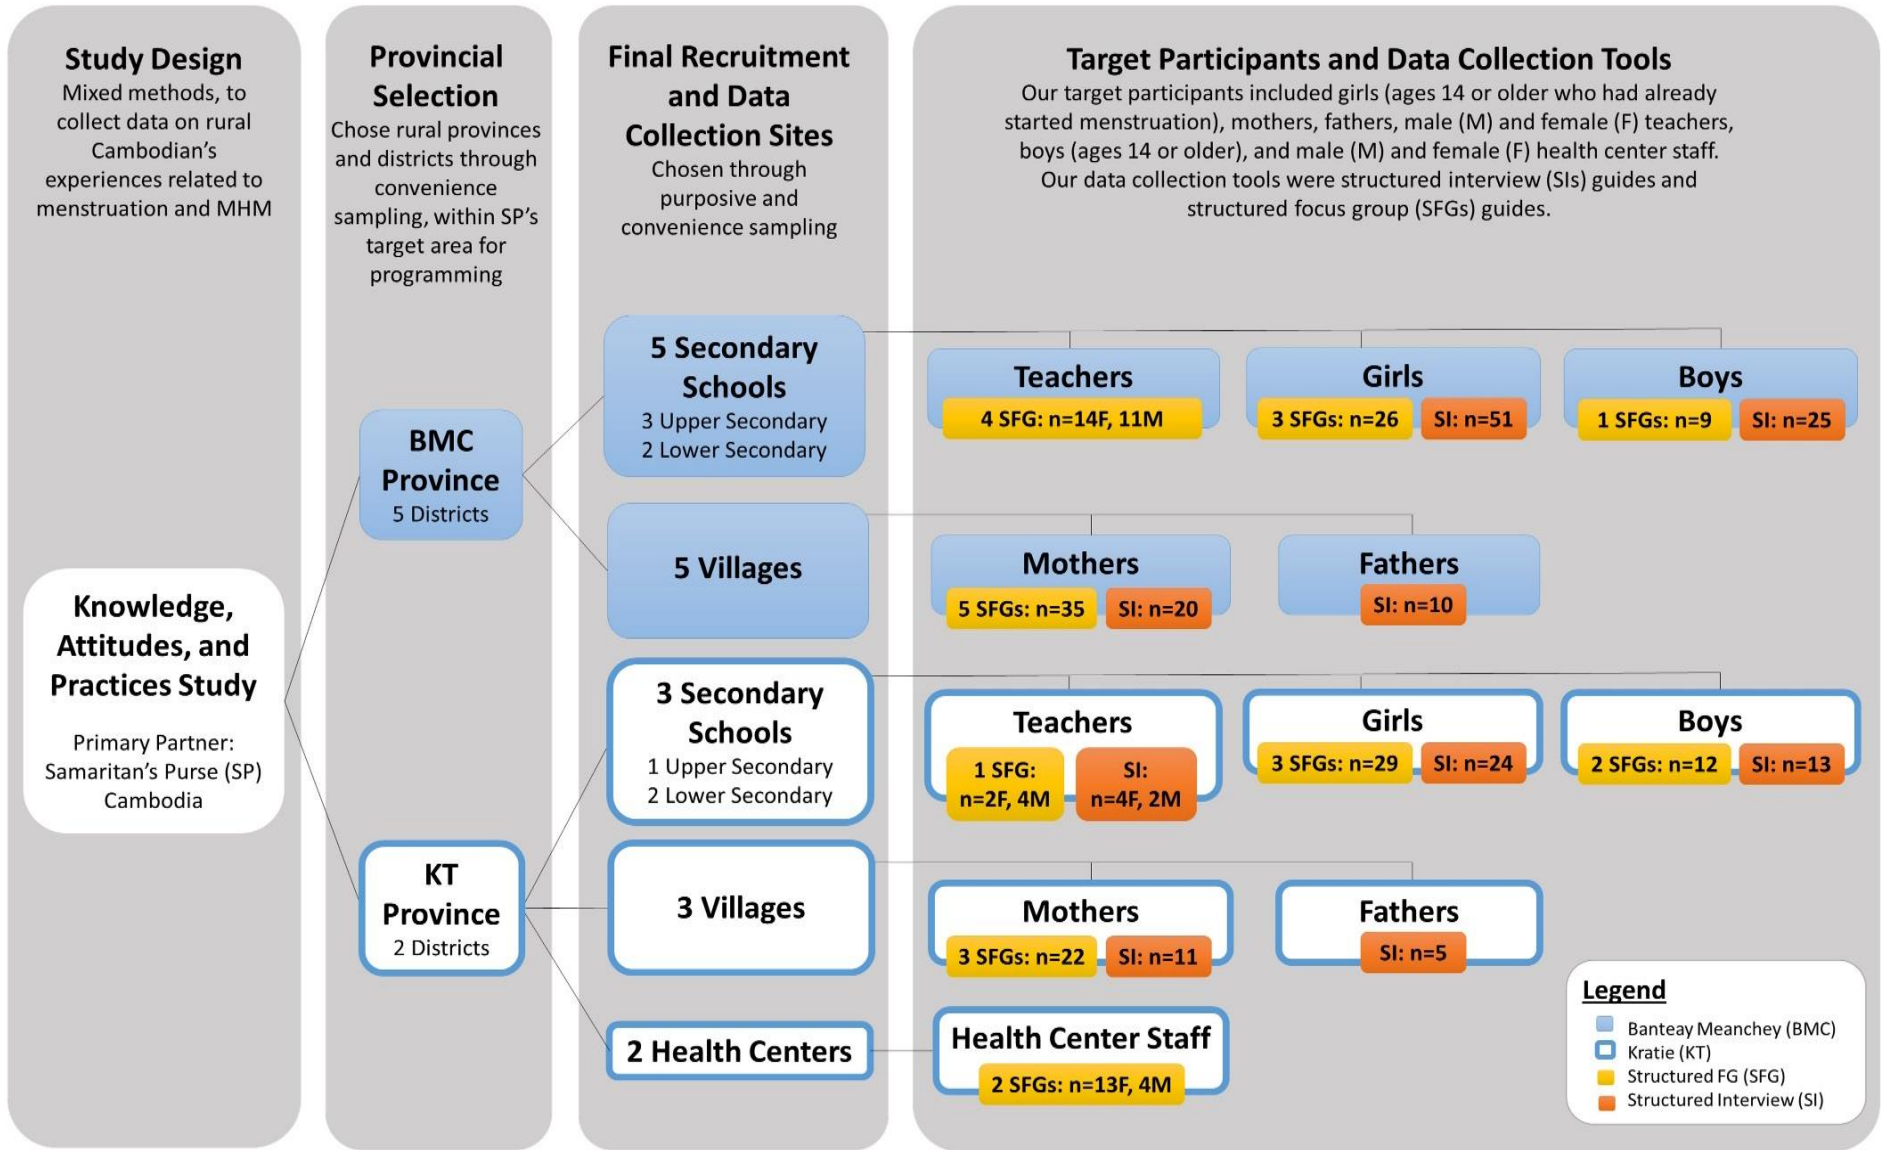 Study Design
Mixed methods, to
collect data on rural
Cambodian's
experiences related to
menstruation and MHM
Knowledge,
Attitudes, and
Practices Study
Primary Partner:
Samaritan's Purse (SP)
Cambodia
Provincial
Selection
Chose rural provinces
and districts through
convenience
sampling, within SP's
target area for
programming
BMC
Province
5 Districts
KT
Province
2 Districts
Final Recruitment
and Data
Collection Sites
Chosen through
purposive and
convenience sampling
5 Secondary
Schools
3 Upper Secondary
2 Lower Secondary
5 Villages
3 Secondary
Schools
1 Upper Secondary
2 Lower Secondary
3 Villages
2 Health Centers
Target Participants and Data Collection Tools
Our target participants included girls (ages 14 or older who had already
started menstruation), mothers, fathers, male (M) and female (F) teachers,
boys (ages 14 or older), and male (M) and female (F) health center staff.
Our data collection tools were structured interview (SIs) guides and
structured focus group (SFGs) guides.
Teachers
4 SFG: n=14F, 11M
Girls
3 SFGs: n=26
SI: n=51
Boys
1 SFGs: n=9
SI: n=25
Mothers
5 SFGs: n=35
SI: n=20
Fathers
SI: n=10
Teachers
1 SFG:
n=2F, 4M
SI:
n=4F, 2M
Girls
3 SFGs: n=29
SI: n=24
Boys
2 SFGs: n=12
SI: n=13
Mothers
3 SFGs: n=22
SI: n=11
Fathers
SI: n=5
Health Center Staff
2 SFGs: n=13F, 4M
Legend
Banteay Meanchey (BMC)
Kratie (KT)
Structured FG (SFG)
Structured Interview (SI)